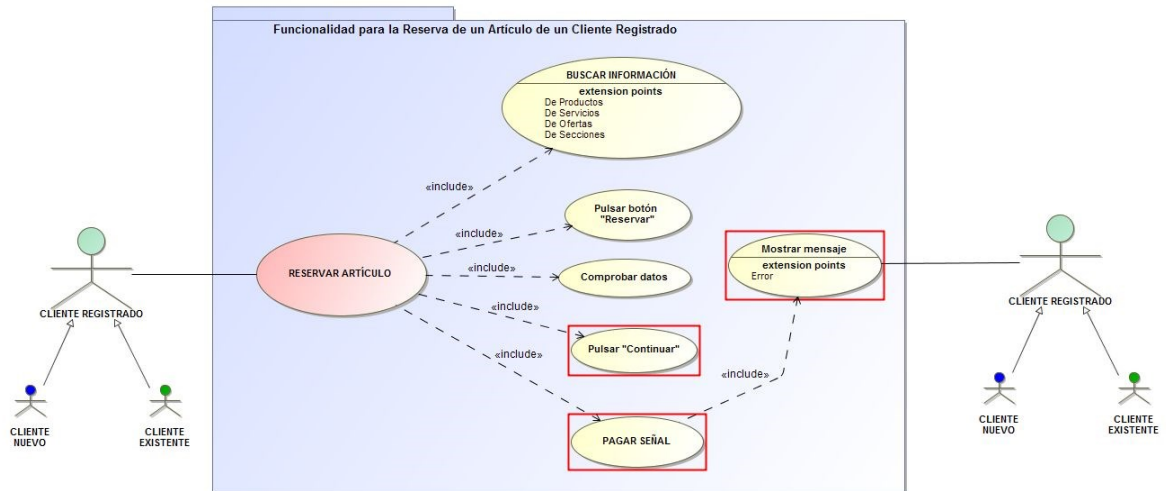 Funcionalidad para la Reserva de un Artículo de un Cliente Registrado
BUSCAR INFORMACIÓN
extension points
De Productos
De Servicios
De Ofertas
De Secciones
«include»
Pulsar botón
"Reservar"
«include»
Mostrar mensaje
extension points
Error
RESERVAR ARTÍCULO
«include»
Comprobar datos
«include»
Pulsar "Continuar"
«include»
«include»
PAGAR SEÑAL
CLIENTE REGISTRADO
CLIENTE
NUEVO
CLIENTE
EXISTENTE
CLIENTE REGISTRADO
CLIENTE
NUEVO
CLIENTE
EXISTENTE